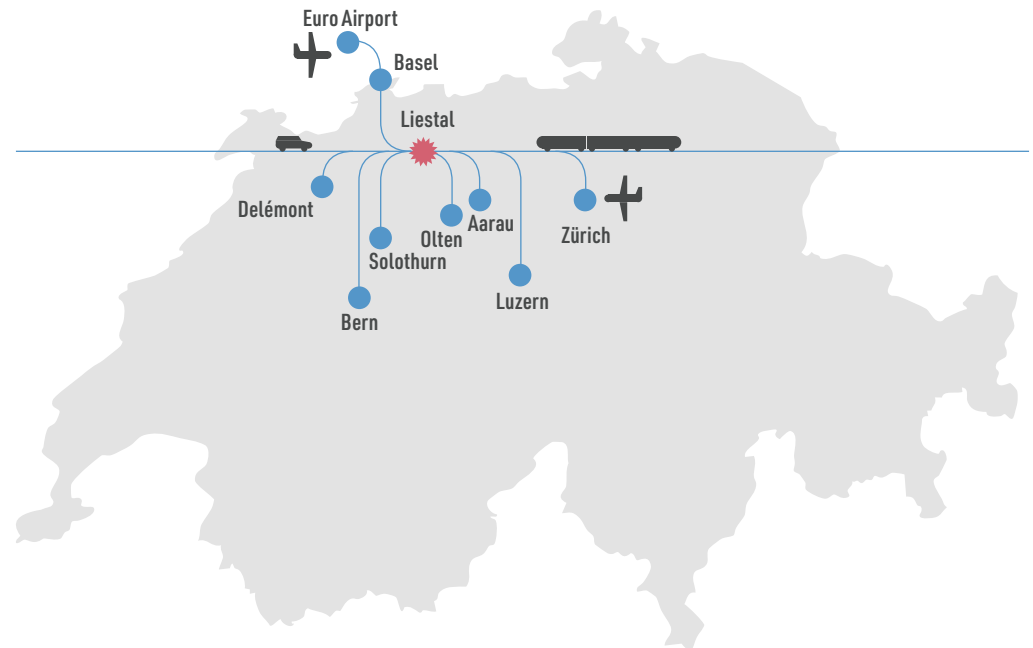 Euro Airport
Basel
Liestal
Delémont
Aarau
Olten
Zürich
Solothurn
Luzern
Bern